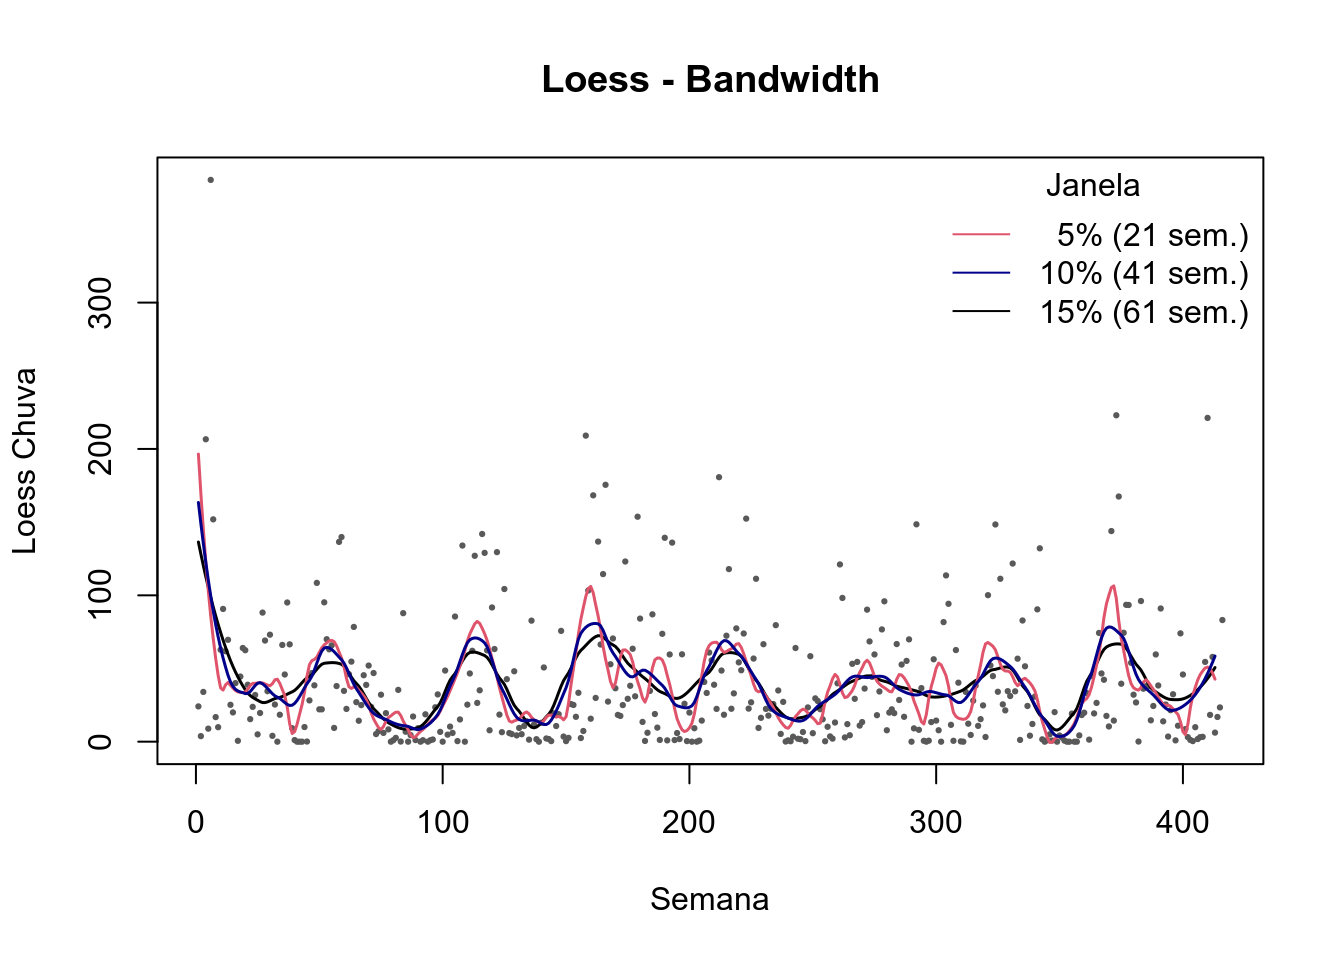 Loess - Bandwidth
Janela
5% (21 sem.)
10% (41 sem.)
15% (61 sem.)
Loess Chuva
300
200
100
0
0 100 200 300 400
Semana